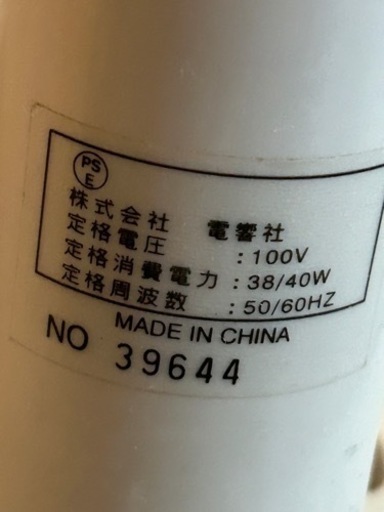 PS
E
株式会社 電響社
定格電圧 : 100V
定格消費電力 : 38/40W
定格周波数 : 50/60HZ
MADE IN CHINA
NO 39644